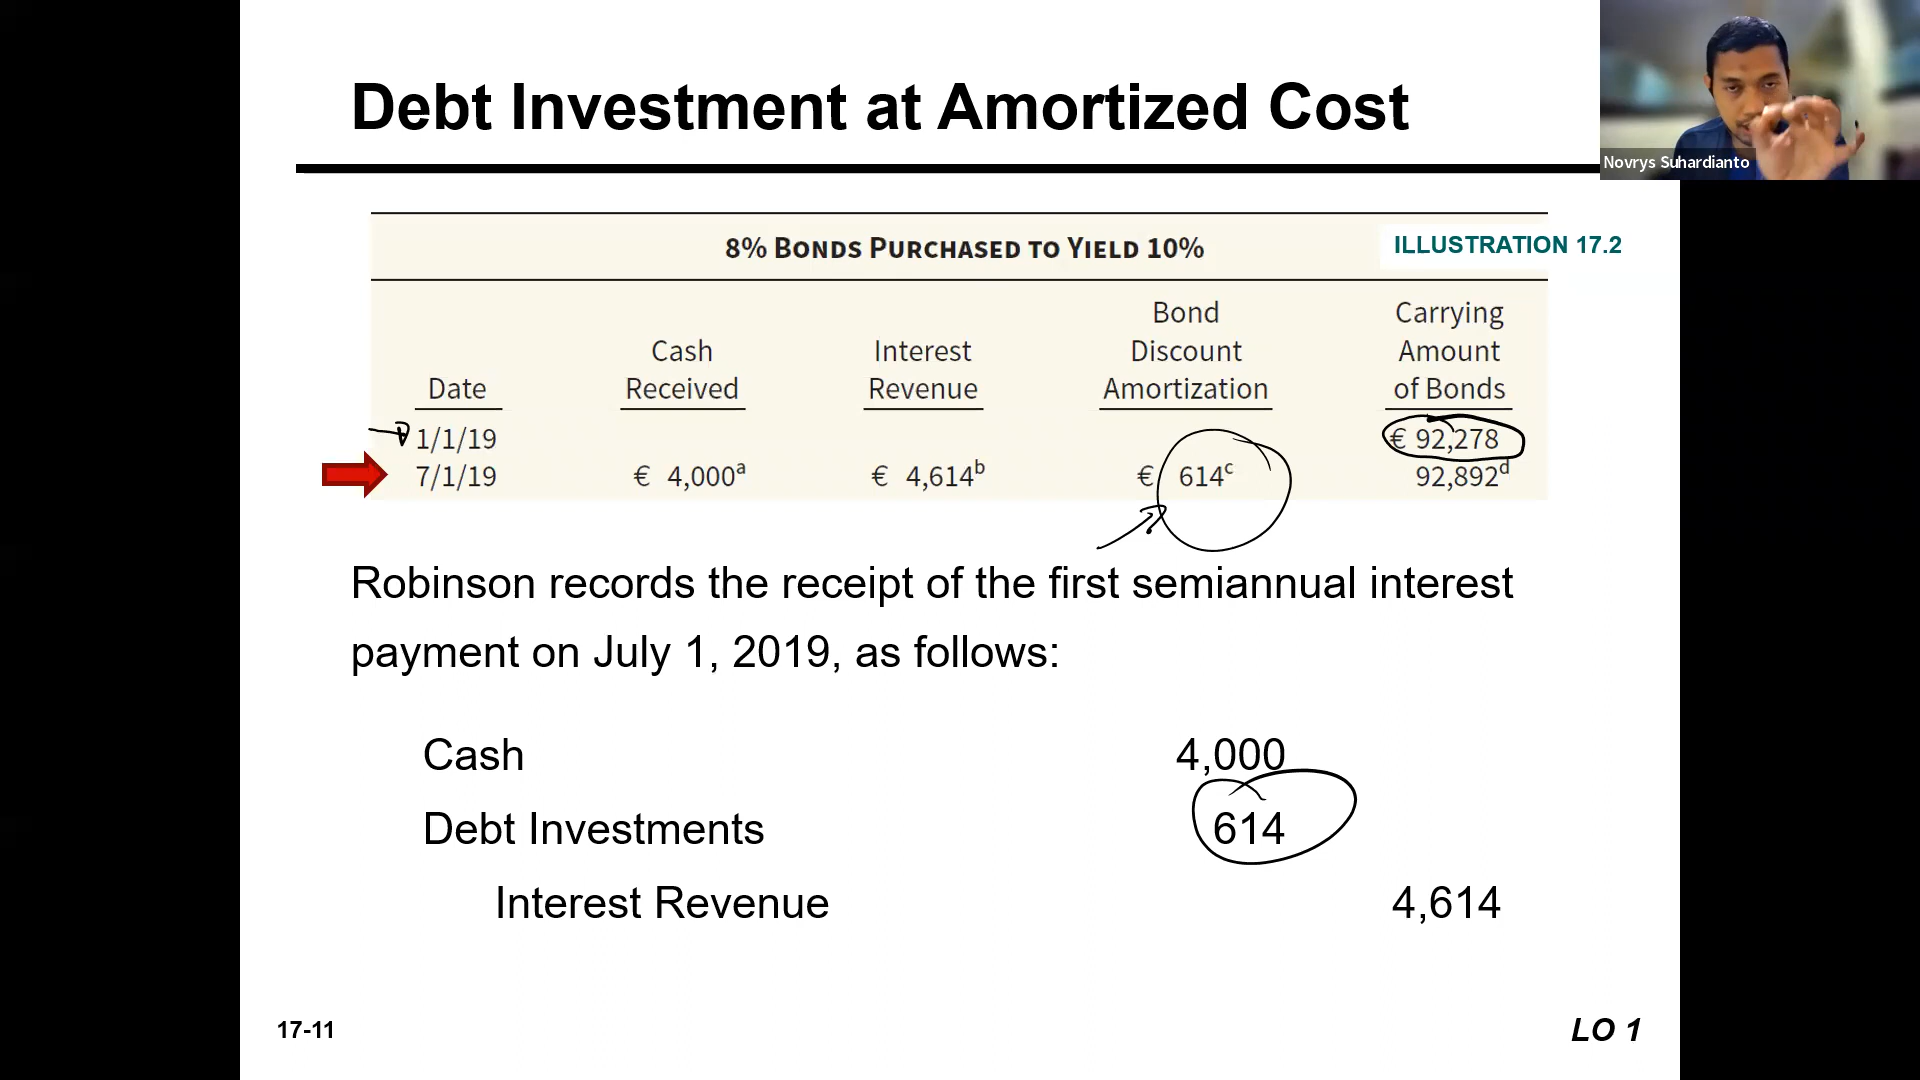 Debt Investment at Amortized Cost
Novrys Suhardianto
8% BONDS PURCHASED TO YIELD 10%
ILLUSTRATION 17.2
Date
Cash
Received
Interest
Revenue
Bond
Discount
Amortization
Carrying
Amount
of Bonds
1/1/19 € 92,278
7/1/19 € 4,000a € 4,614b € 614c 92,892d
Robinson records the receipt of the first semiannual interest
payment on July 1, 2019, as follows:
Cash 4,000
Debt Investments 614
Interest Revenue 4,614
17-11
LO 1